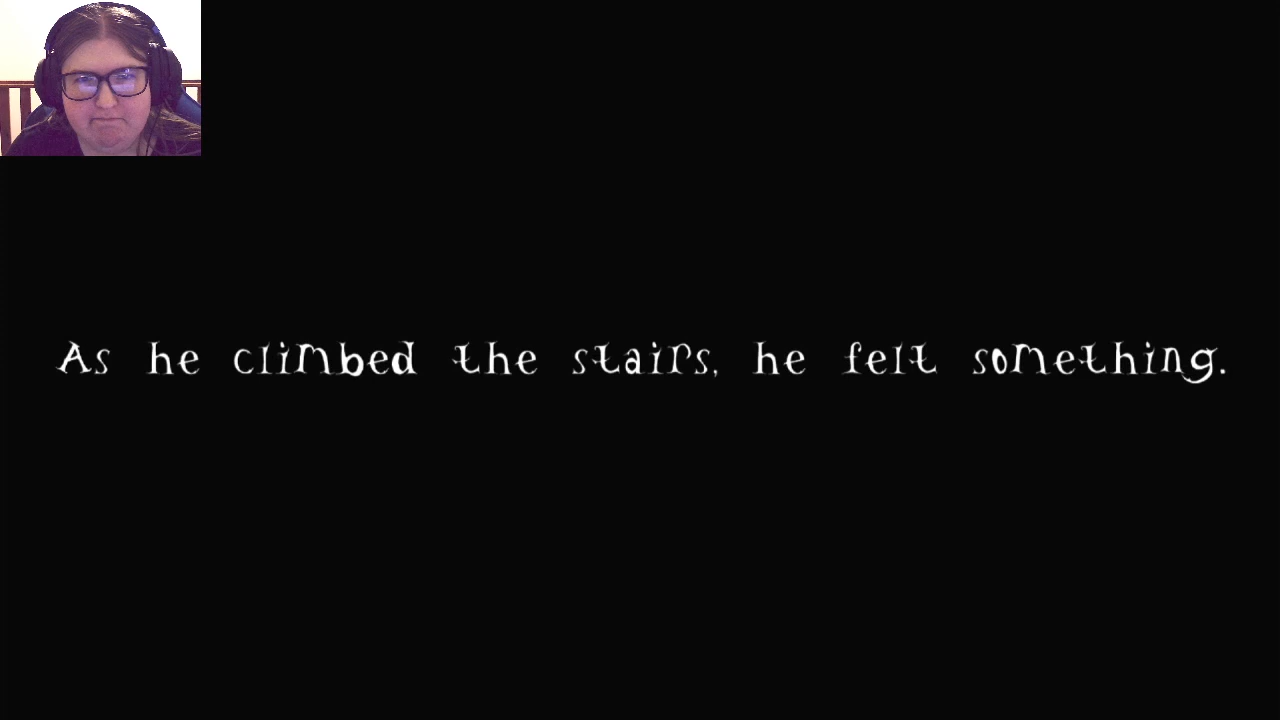 As he climbed the stairs, he felt something.